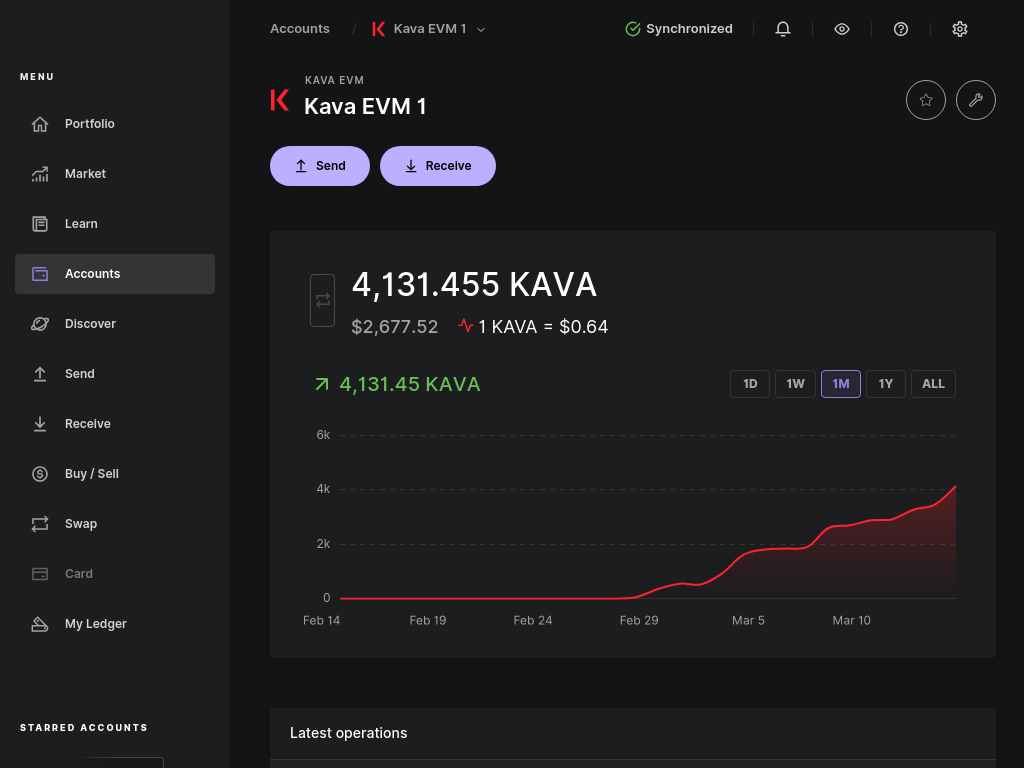 Accounts / Kava EVM 1
Synchronized
MENU
Portfolio
Market
Learn
Accounts
Discover
Send
Receive
Buy / Sell
Swap
Card
My Ledger
STARRED ACCOUNTS
KAVA EVM
Kava EVM 1
Send
Receive
4,131.455 KAVA
$2,677.52
1 KAVA = $0.64
4,131.45 KAVA
1D 1W 1M 1Y ALL
6k
4k
2k
0
Feb 14 Feb 19 Feb 24 Feb 29 Mar 5 Mar 10
Latest operations